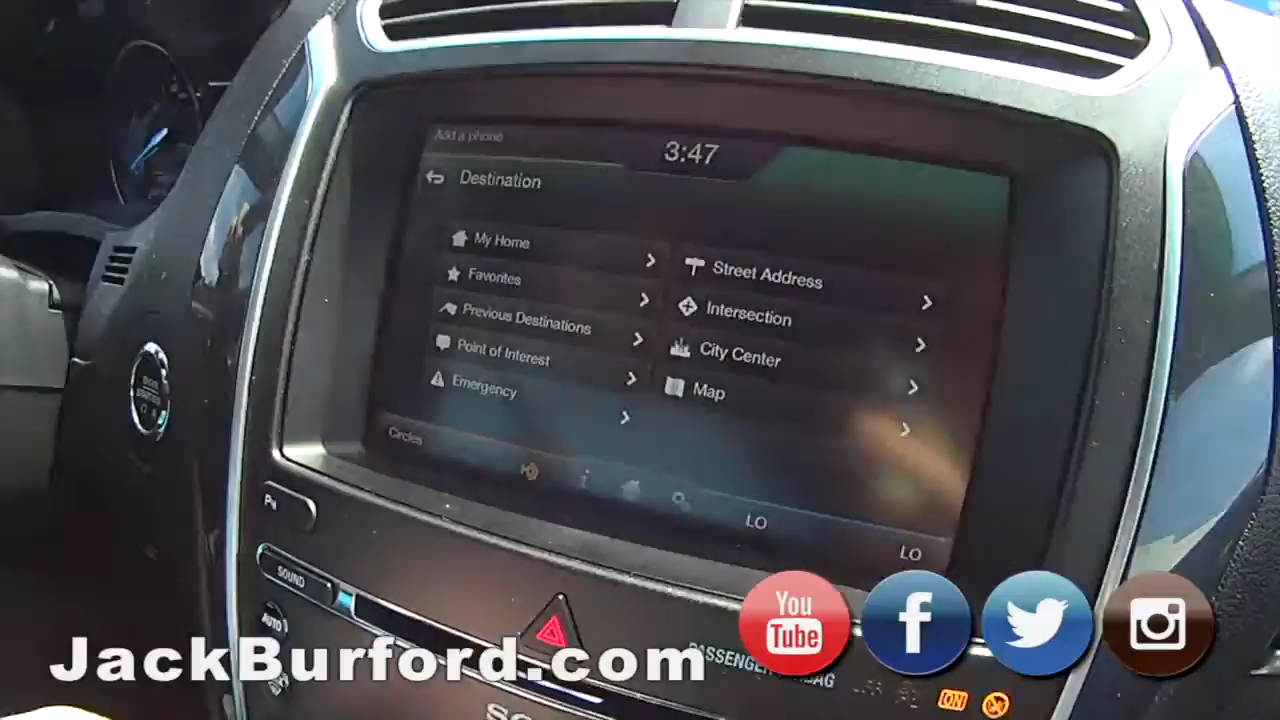 Add a phone
3:47
Destination
My Home
Favorites
Previous Destinations
Point of Interest
Emergency
Street Address
Intersection
City Center
Map
Circles
LO
LO
SOUND
AUTO
PASSENGER AIRBAG
ON
JackBurford.com
You
Tube
f